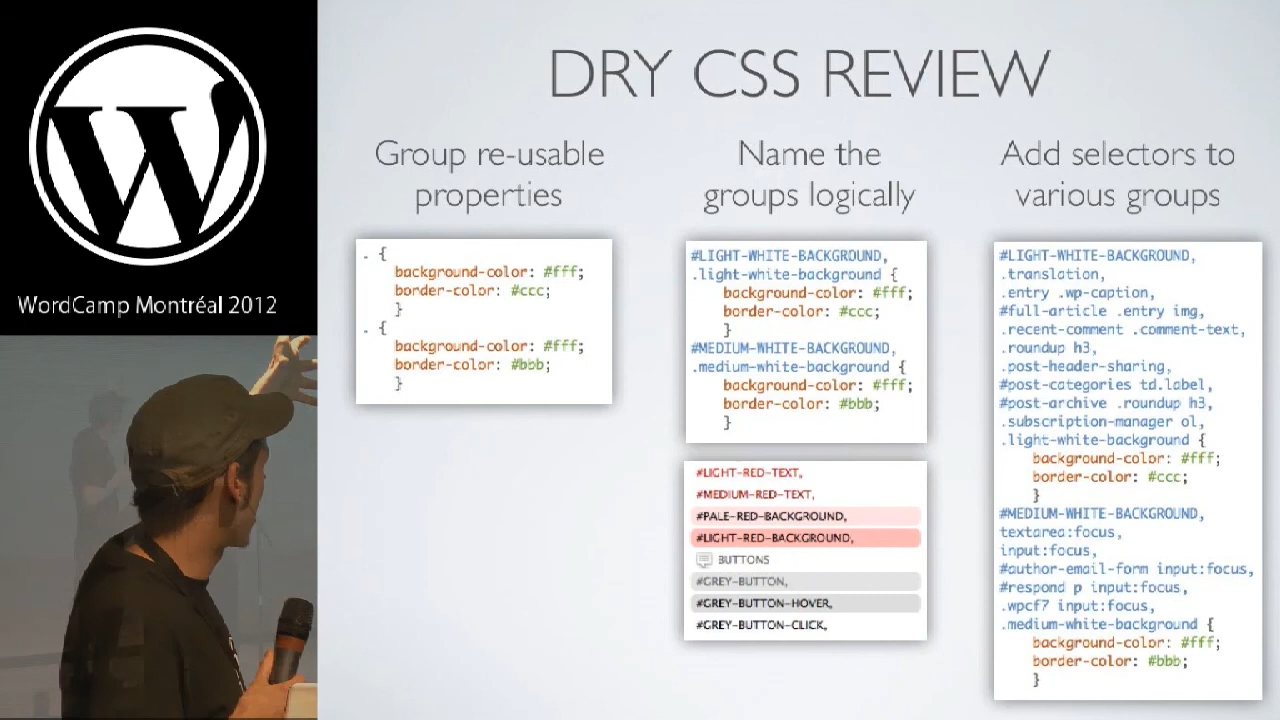 WordCamp Montréal 2012
DRY CSS REVIEW
Group re-usable
properties
. {
background-color: #fff;
border-color: #ccc;
}
. {
background-color: #fff;
border-color: #bbb;
}
Name the
groups logically
#LIGHT-WHITE-BACKGROUND,
.light-white-background {
background-color: #fff;
border-color: #ccc;
}
#MEDIUM-WHITE-BACKGROUND,
.medium-white-background {
background-color: #fff;
border-color: #bbb;
}
#LIGHT-RED-TEXT,
#MEDIUM-RED-TEXT,
#PALE-RED-BACKGROUND,
#LIGHT-RED-BACKGROUND,
BUTTONS
#GREY-BUTTON,
#GREY-BUTTON-HOVER,
#GREY-BUTTON-CLICK,
Add selectors to
various groups
#LIGHT-WHITE-BACKGROUND,
.translation,
.entry .wp-caption,
#full-article .entry img,
.recent-comment .comment-text,
.roundup h3,
.post-header-sharing,
#post-categories td.label,
#post-archive .roundup h3,
.subscription-manager ol,
.light-white-background {
background-color: #fff;
border-color: #ccc;
}
#MEDIUM-WHITE-BACKGROUND,
textarea:focus,
input:focus,
#author-email-form input:focus,
#respond p input:focus,
.wpcf7 input:focus,
.medium-white-background {
background-color: #fff;
border-color: #bbb;
}